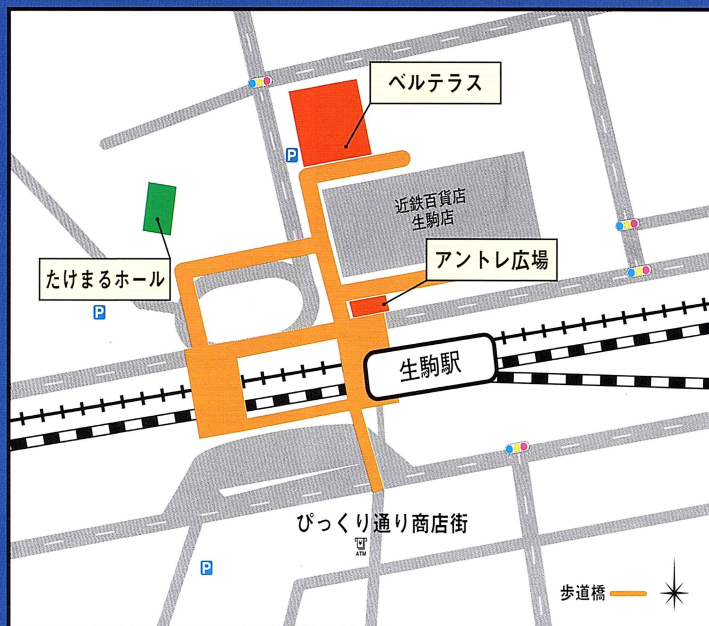 ベルテラス
P
近鉄百貨店
生駒店
たけまるホール
アントレ広場
P
生駒駅
ぴっくり通り商店街
ATM
P
歩道橋